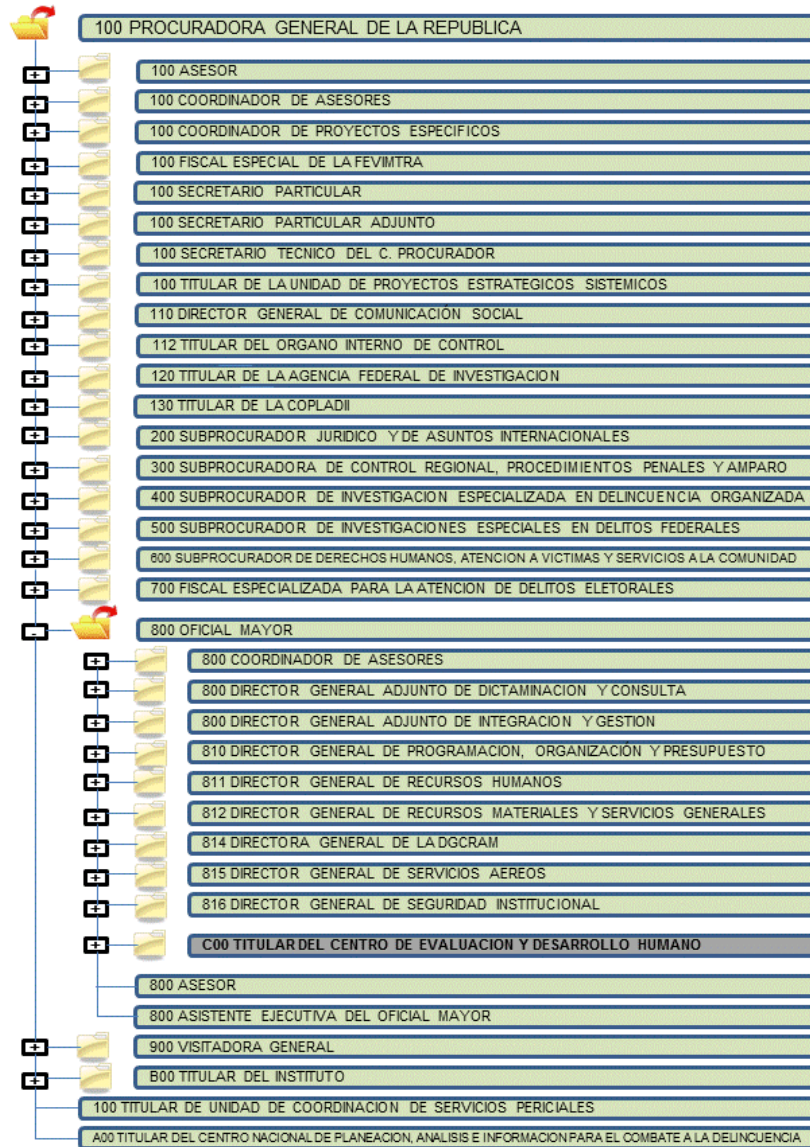 100 PROCURADORA GENERAL DE LA REPUBLICA
100 ASESOR
100 COORDINADOR DE ASESORES
100 COORDINADOR DE PROYECTOS ESPECIFICOS
100 FISCAL ESPECIAL DE LA FEVIMTRA
100 SECRETARIO PARTICULAR
100 SECRETARIO PARTICULAR ADJUNTO
100 SECRETARIO TECNICO DEL C. PROCURADOR
100 TITULAR DE LA UNIDAD DE PROYECTOS ESTRATEGICOS SISTEMICOS
110 DIRECTOR GENERAL DE COMUNICACIÓN SOCIAL
112 TITULAR DEL ORGANO INTERNO DE CONTROL
120 TITULAR DE LA AGENCIA FEDERAL DE INVESTIGACION
130 TITULAR DE LA COPLADII
200 SUBPROCURADOR JURIDICO Y DE ASUNTOS INTERNACIONALES
300 SUBPROCURADORA DE CONTROL REGIONAL, PROCEDIMIENTOS PENALES Y AMPARO
400 SUBPROCURADOR DE INVESTIGACION ESPECIALIZADA EN DELINCUENCIA ORGANIZADA
500 SUBPROCURADOR DE INVESTIGACIONES ESPECIALES EN DELITOS FEDERALES
600 SUBPROCURADOR DE DERECHOS HUMANOS, ATENCION A VICTIMAS Y SERVICIOS A LA COMUNIDAD
700 FISCAL ESPECIALIZADA PARA LA ATENCION DE DELITOS ELETORALES
800 OFICIAL MAYOR
800 COORDINADOR DE ASESORES
800 DIRECTOR GENERAL ADJUNTO DE DICTAMINACION Y CONSULTA
800 DIRECTOR GENERAL ADJUNTO DE INTEGRACION Y GESTION
810 DIRECTOR GENERAL DE PROGRAMACION, ORGANIZACIÓN Y PRESUPUESTO
811 DIRECTOR GENERAL DE RECURSOS HUMANOS
812 DIRECTOR GENERAL DE RECURSOS MATERIALES Y SERVICIOS GENERALES
814 DIRECTORA GENERAL DE LA DGCRAM
815 DIRECTOR GENERAL DE SERVICIOS AEREOS
816 DIRECTOR GENERAL DE SEGURIDAD INSTITUCIONAL
C00 TITULAR DEL CENTRO DE EVALUACION Y DESARROLLO HUMANO
800 ASESOR
800 ASISTENTE EJECUTIVA DEL OFICIAL MAYOR
900 VISITADORA GENERAL
B00 TITULAR DEL INSTITUTO
100 TITULAR DE UNIDAD DE COORDINACION DE SERVICIOS PERICIALES
A00 TITULAR DEL CENTRO NACIONAL DE PLANEACION, ANALISIS E INFORMACION PARA EL COMBATE A LA DELINCUENCIA